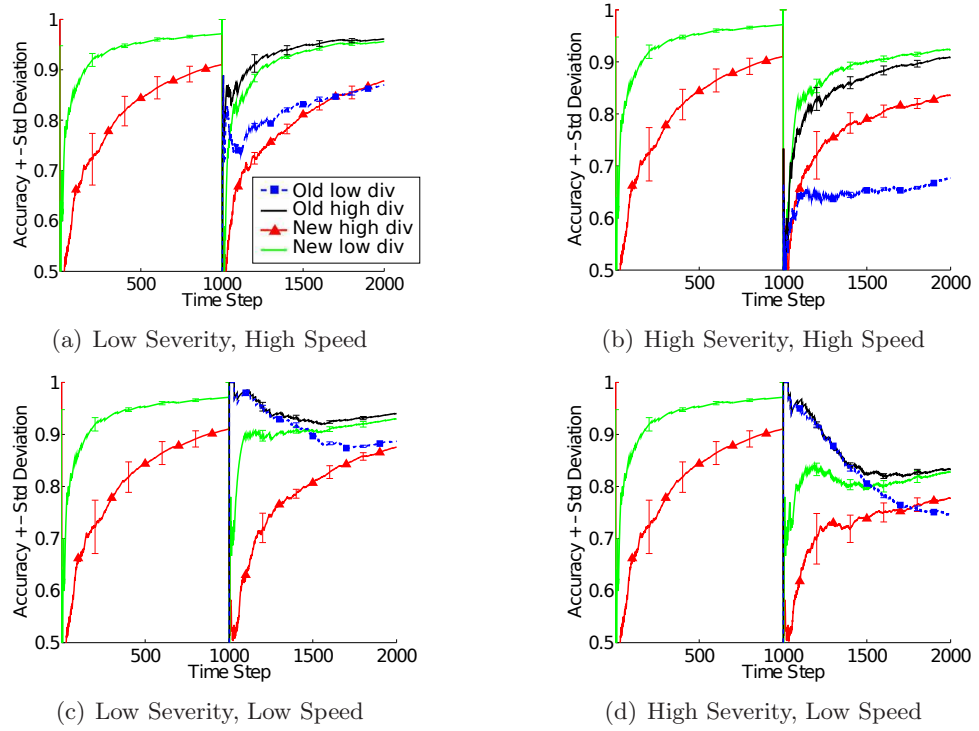 Accuracy +- Std Deviation
1
0.9
0.8
0.7
0.6
0.5
500
1000
1500
2000
Time Step
Old low div
Old high div
New high div
New low div
(a) Low Severity, High Speed
Accuracy +- Std Deviation
1
0.9
0.8
0.7
0.6
0.5
500
1000
1500
2000
Time Step
(b) High Severity, High Speed
Accuracy +- Std Deviation
1
0.9
0.8
0.7
0.6
0.5
500
1000
1500
2000
Time Step
(c) Low Severity, Low Speed
Accuracy +- Std Deviation
1
0.9
0.8
0.7
0.6
0.5
500
1000
1500
2000
Time Step
(d) High Severity, Low Speed